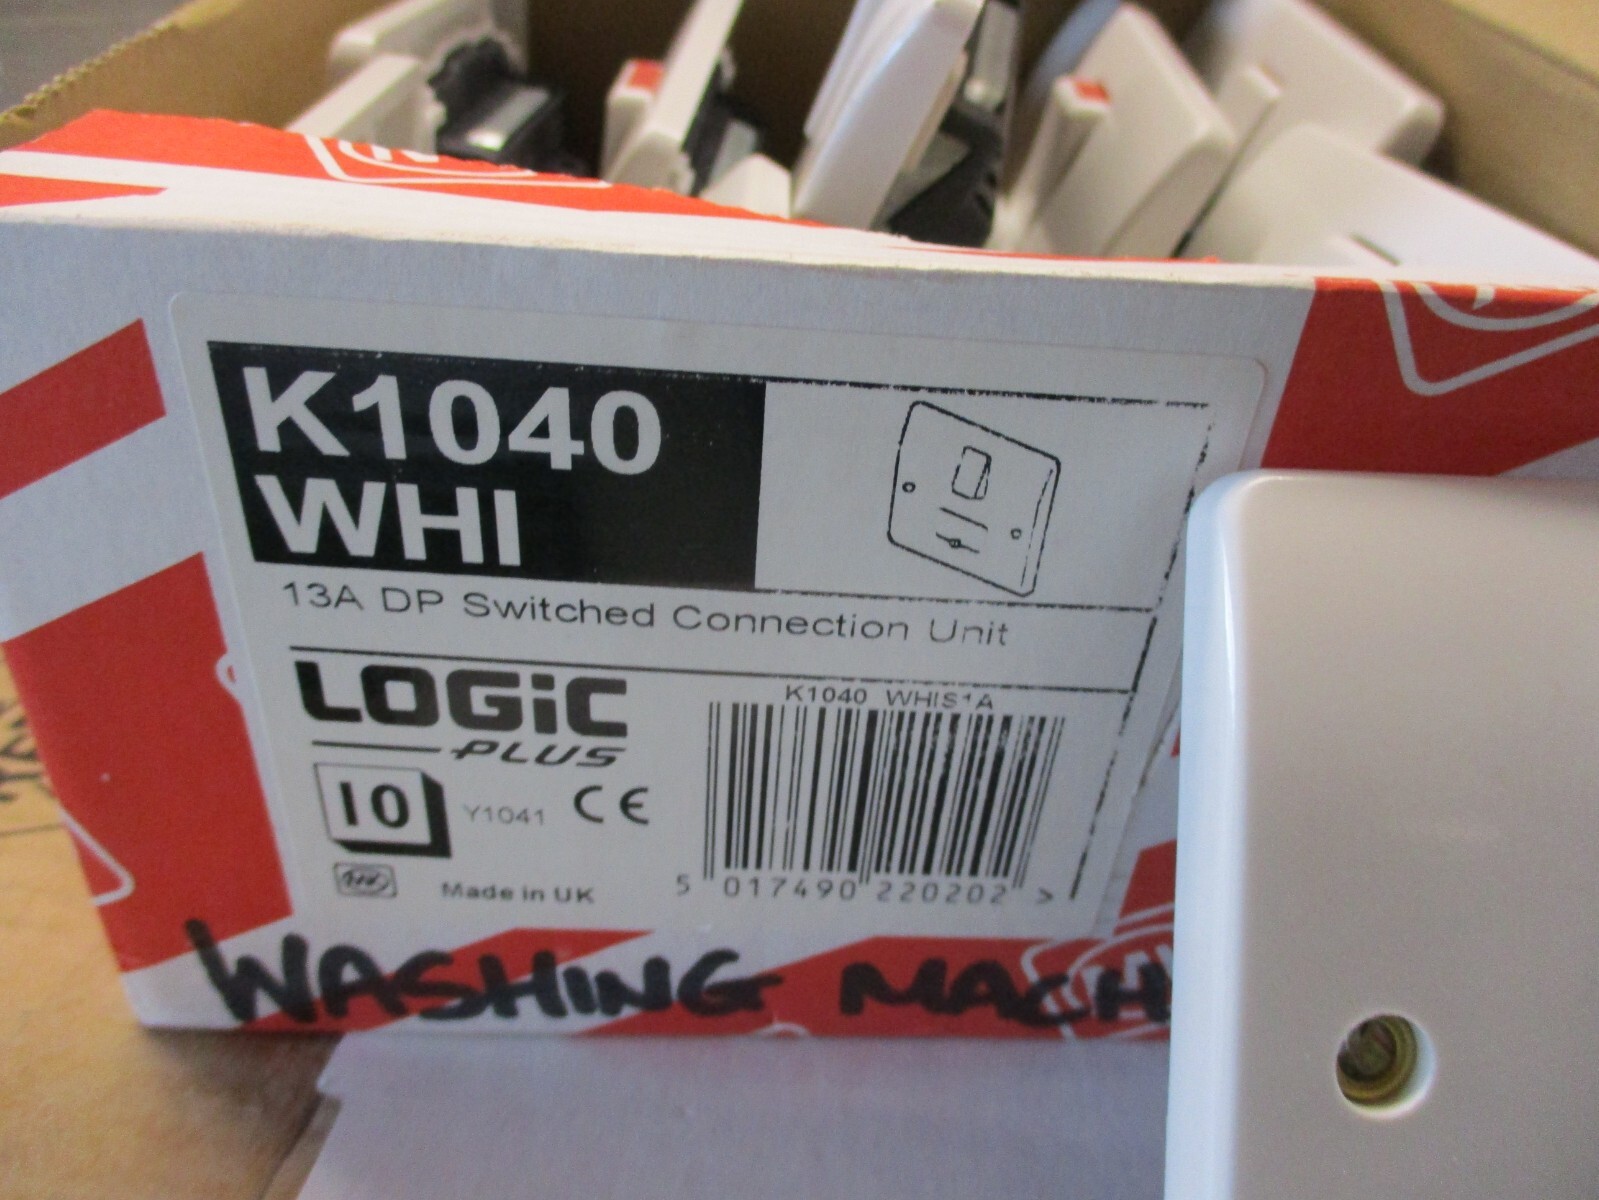 K1040
WHI
13A DP Switched Connection Unit
LOGiC
PLUS
K1040 WHIS1A
10
Y1041 CE
MK
Made in UK
5 017490 220202 >
WASHING MACH